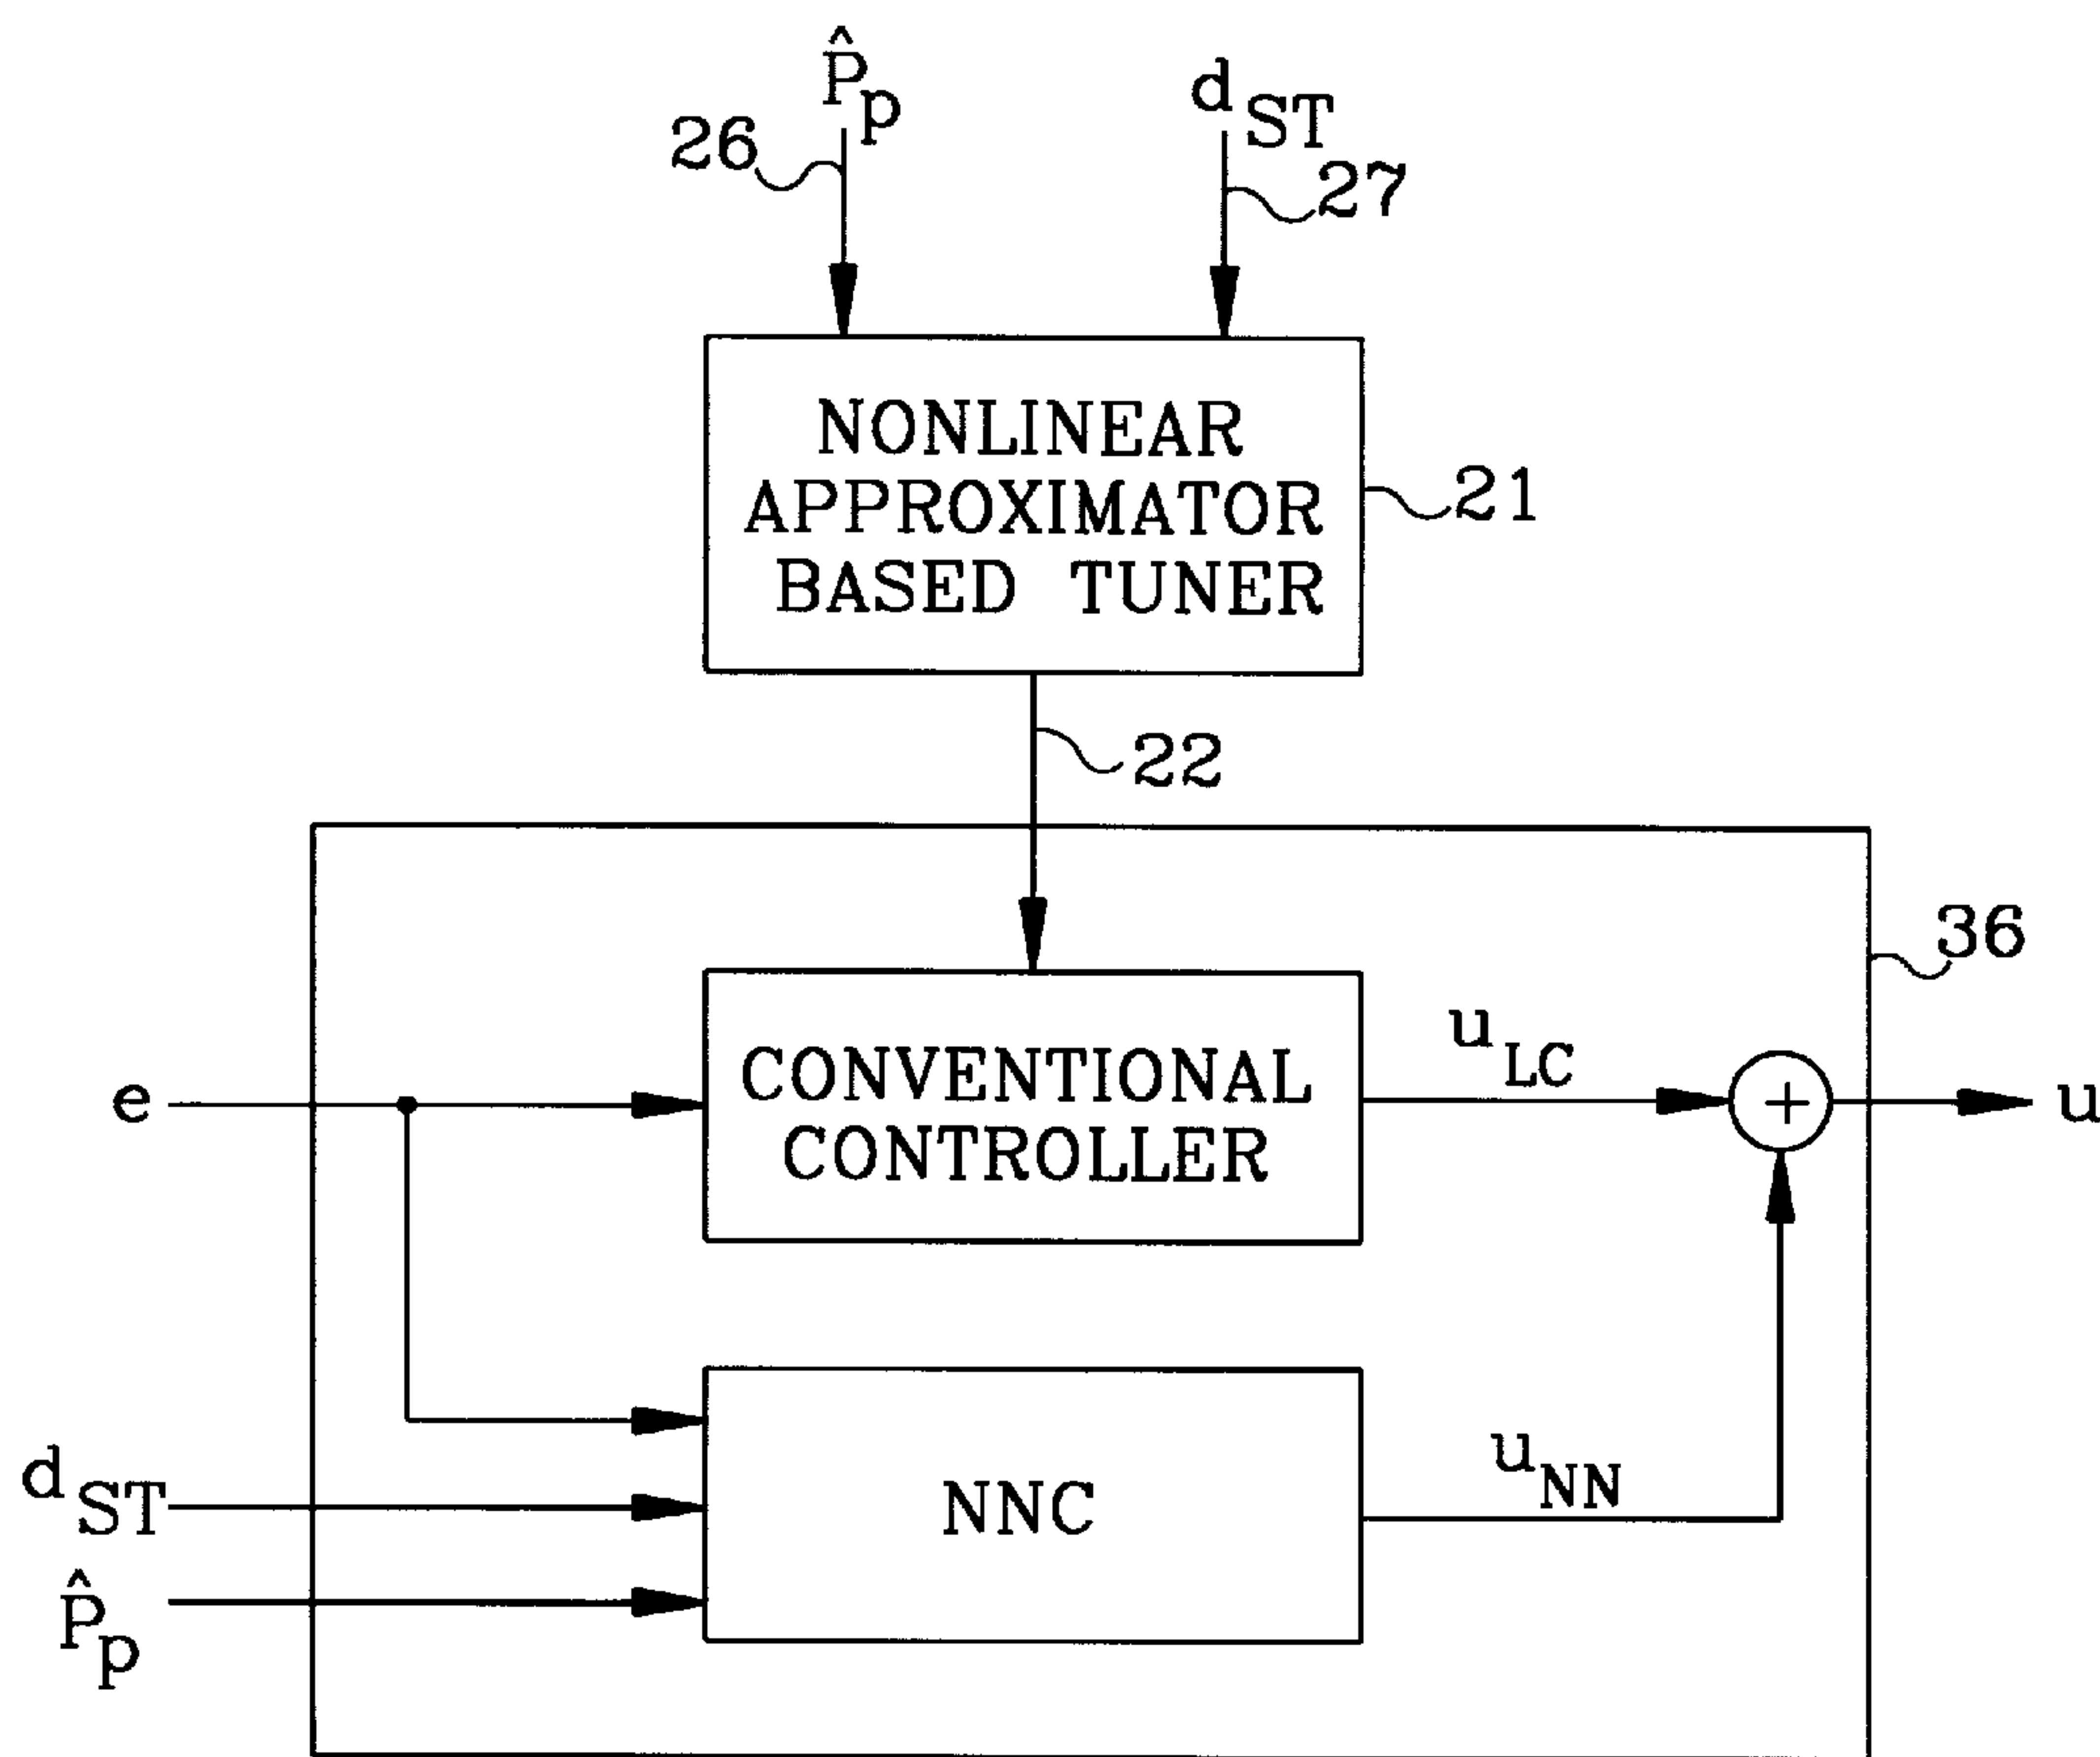 P̂p
dST
26
27
NONLINEAR
APPROXIMATOR
BASED TUNER
21
22
36
CONVENTIONAL
CONTROLLER
uLC
+
e
u
dST
NNC
uNN
P̂p